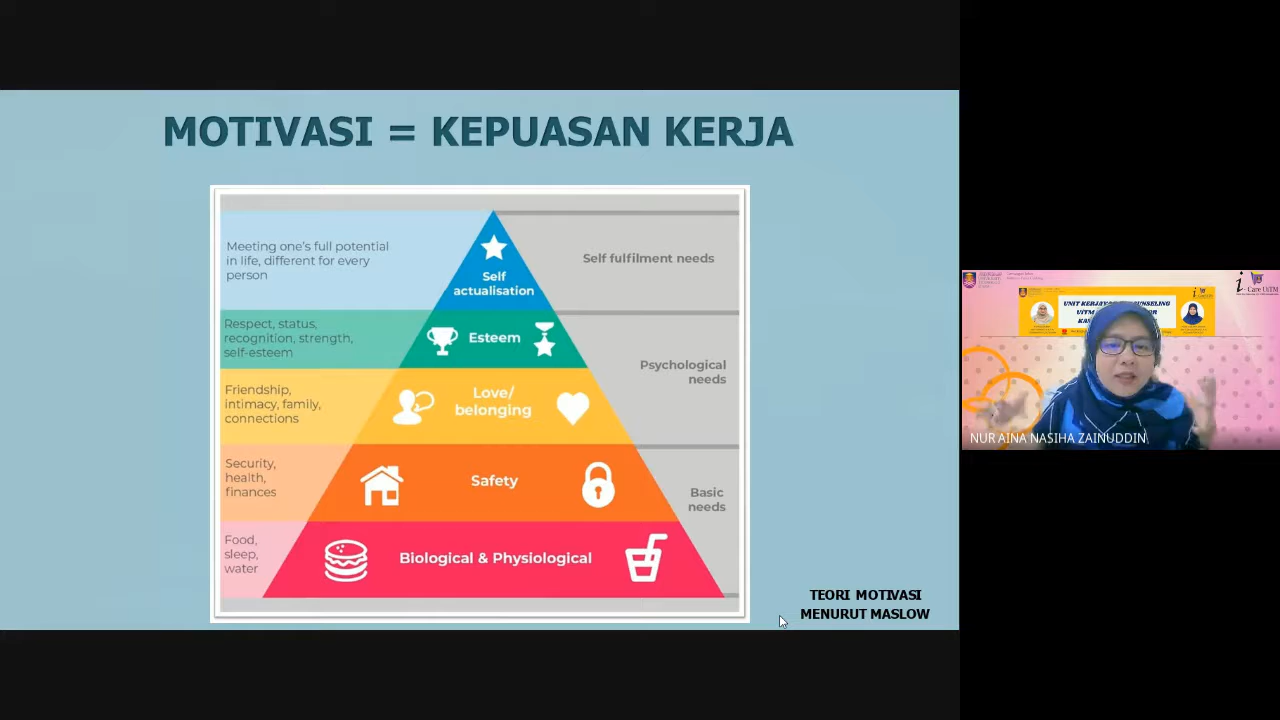 MOTIVASI = KEPUASAN KERJA
Meeting one's full potential
in life, different for every
person
Self
actualisation
Self fulfilment needs
Respect, status,
recognition, strength,
self-esteem
Esteem
Psychological
needs
Friendship,
intimacy, family,
connections
Love/
belonging
Security,
health,
finances
Safety
Basic
needs
Food,
sleep,
water
Biological & Physiological
TEORI MOTIVASI
MENURUT MASLOW
i
Care UiTM
NUR AINA NASIHA ZAINUDDIN